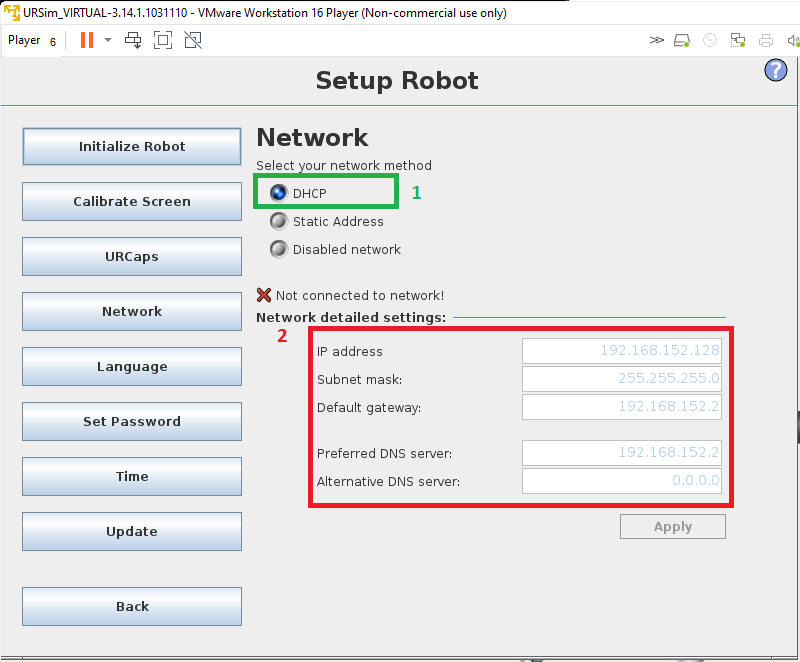 URSim_VIRTUAL-3.14.1.1031110 - VMware Workstation 16 Player (Non-commercial use only)
Player 6
Setup Robot
?
Initialize Robot
Calibrate Screen
URCaps
Network
Language
Set Password
Time
Update
Back
Network
Select your network method
DHCP 1
Static Address
Disabled network
Not connected to network!
Network detailed settings:
2
IP address 192.168.152.128
Subnet mask: 255.255.255.0
Default gateway: 192.168.152.2
Preferred DNS server: 192.168.152.2
Alternative DNS server: 0.0.0.0
Apply